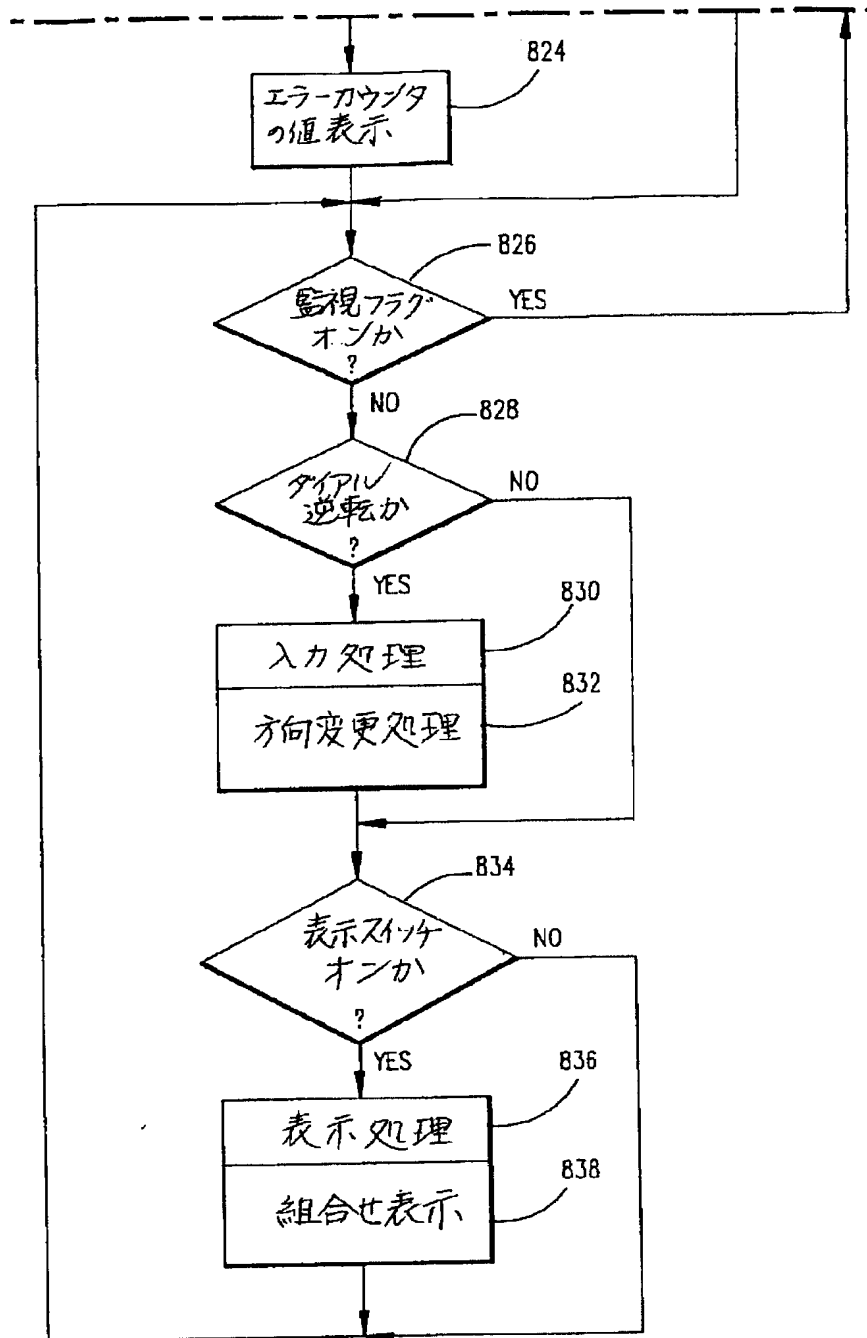 824
エラーカウンタ
の値表示
826
監視フラグ
オンか
?
YES
NO
828
ダイアル
逆転か
?
NO
YES
830
入力処理
832
方向変更処理
834
表示スイッチ
オンか
?
NO
YES
836
表示処理
838
組合せ表示